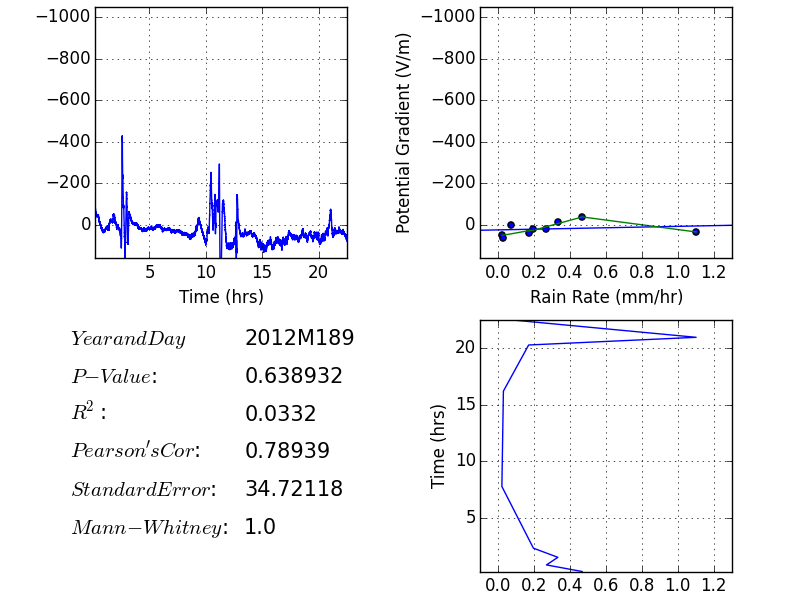 −1000
−800
−600
−400
−200
0
5 10 15 20
Time (hrs)
Potential Gradient (V/m)
−1000
−800
−600
−400
−200
0
0.0 0.2 0.4 0.6 0.8 1.0 1.2
Rain Rate (mm/hr)
YearandDay 2012M189
P−Value: 0.638932
R²: 0.0332
Pearson'sCor: 0.78939
StandardError: 34.72118
Mann−Whitney: 1.0
Time (hrs)
20
15
10
5
0.0 0.2 0.4 0.6 0.8 1.0 1.2